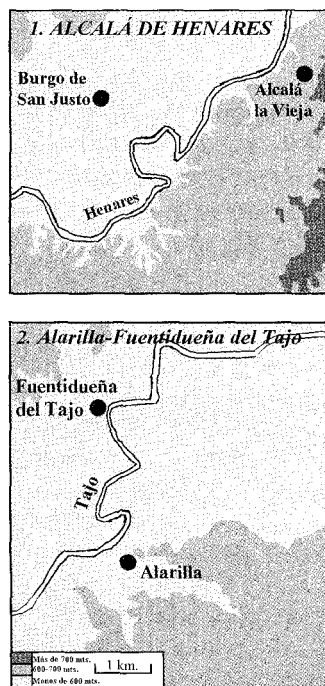 1. ALCALÁ DE HENARES
Burgo de
San Justo
Alcalá
la Vieja
Henares
2. Alarilla-Fuentidueña del Tajo
Fuentidueña
del Tajo
Tajo
Alarilla
Más de 700 mts.
600-700 mts.
Menos de 600 mts.
1 km.